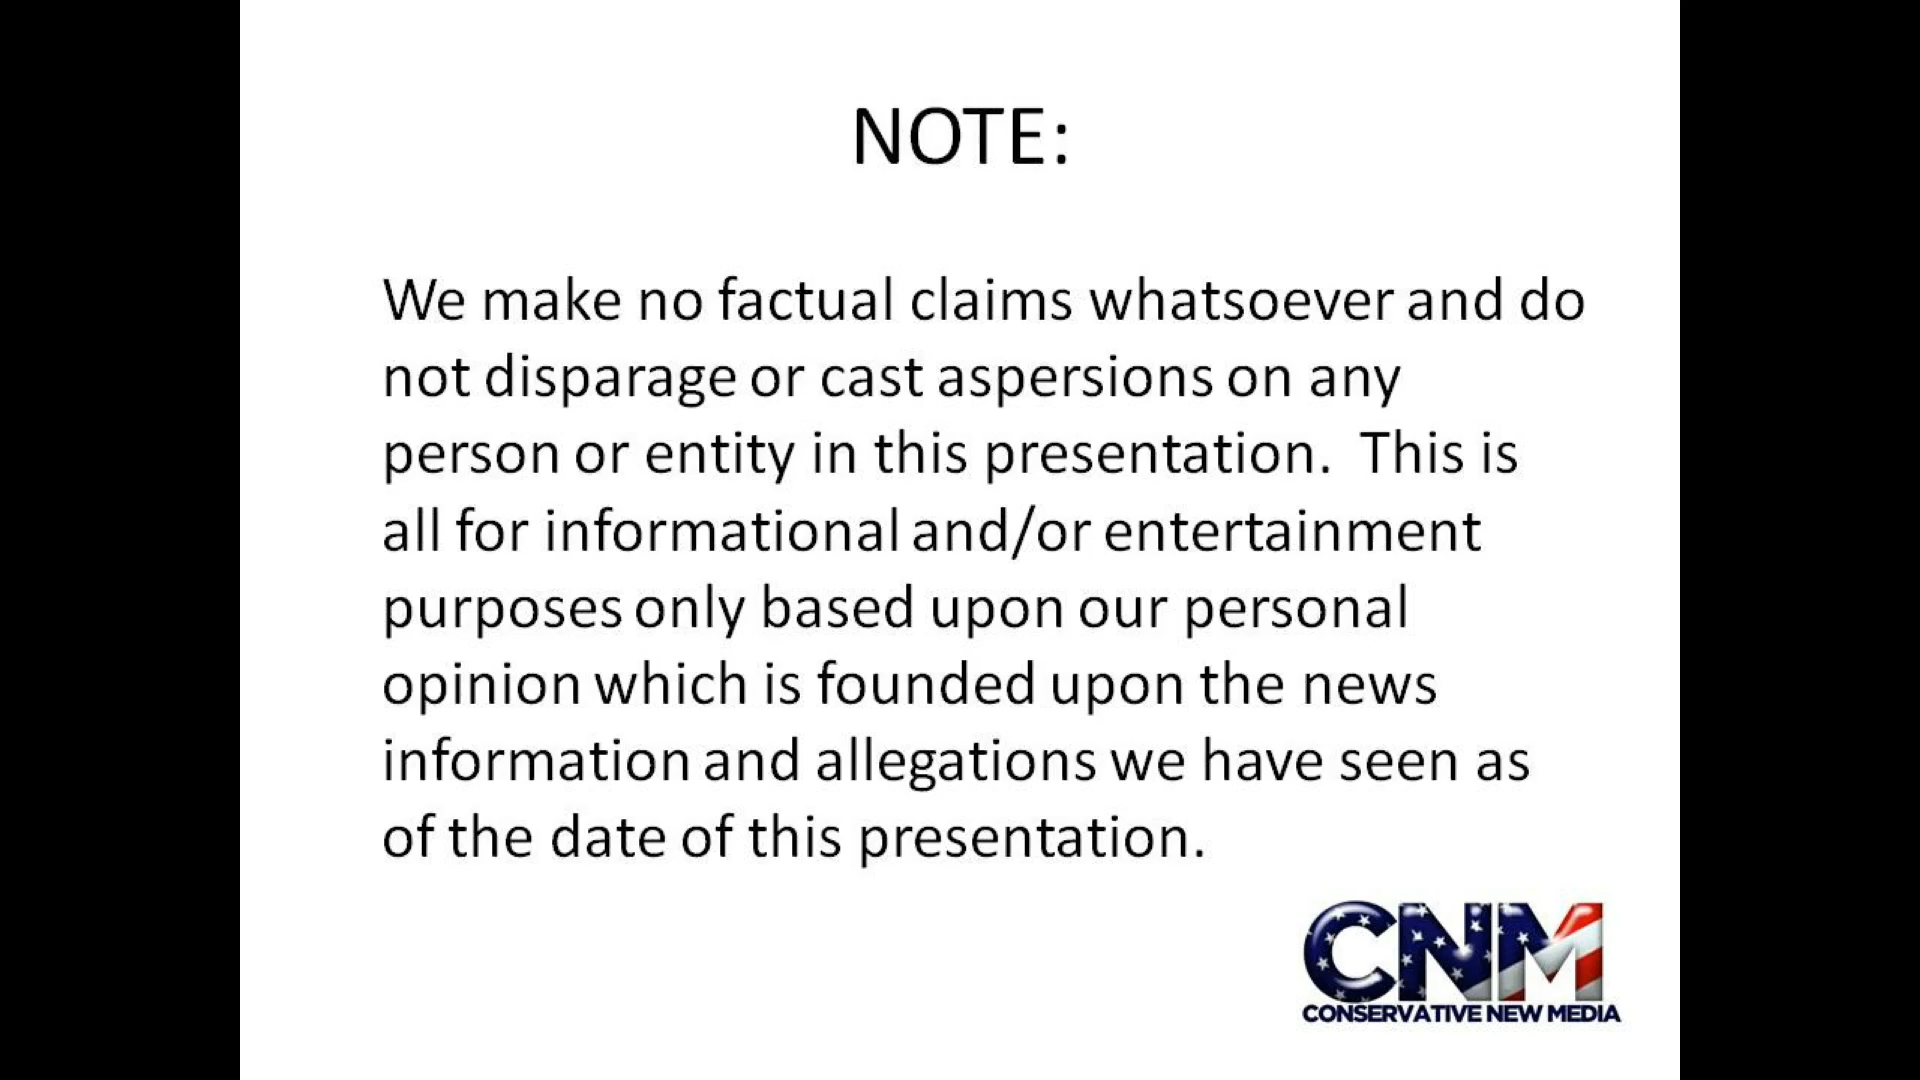 NOTE:
We make no factual claims whatsoever and do
not disparage or cast aspersions on any
person or entity in this presentation.  This is
all for informational and/or entertainment
purposes only based upon our personal
opinion which is founded upon the news
information and allegations we have seen as
of the date of this presentation.
CNM
CONSERVATIVE NEW MEDIA